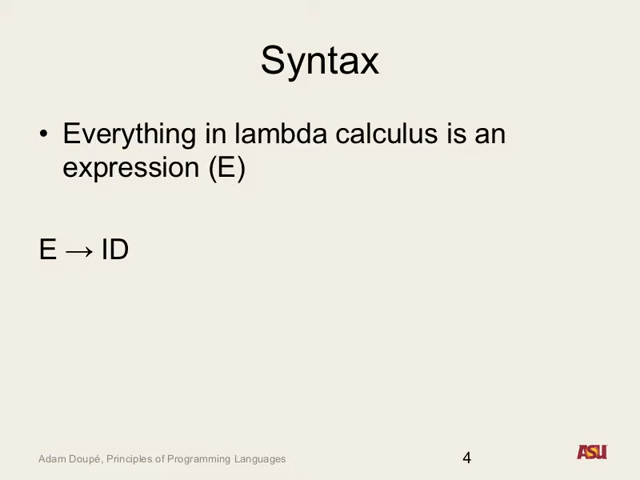 Syntax
• Everything in lambda calculus is an
expression (E)
E → ID
Adam Doupé, Principles of Programming Languages
4
ASU